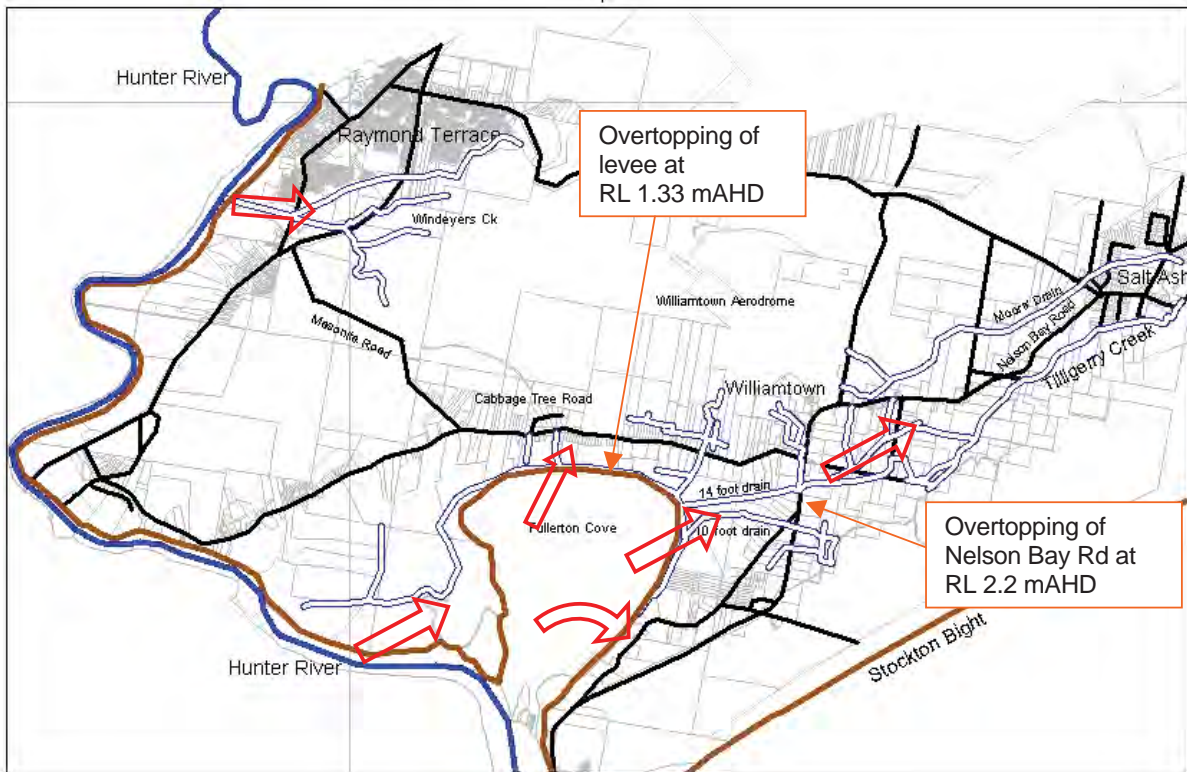 Hunter River
Raymond Terrace
Overtopping of
levee at
RL 1.33 mAHD
Windeyers Ck
Salt Ash
Williamtown Aerodrome
Moors Drain
Nelson Bay Road
Tilligerry Creek
Masonite Road
Williamtown
Cabbage Tree Road
14 foot drain
Fullerton Cove
10 foot drain
Overtopping of
Nelson Bay Rd at
RL 2.2 mAHD
Stockton Bight
Hunter River